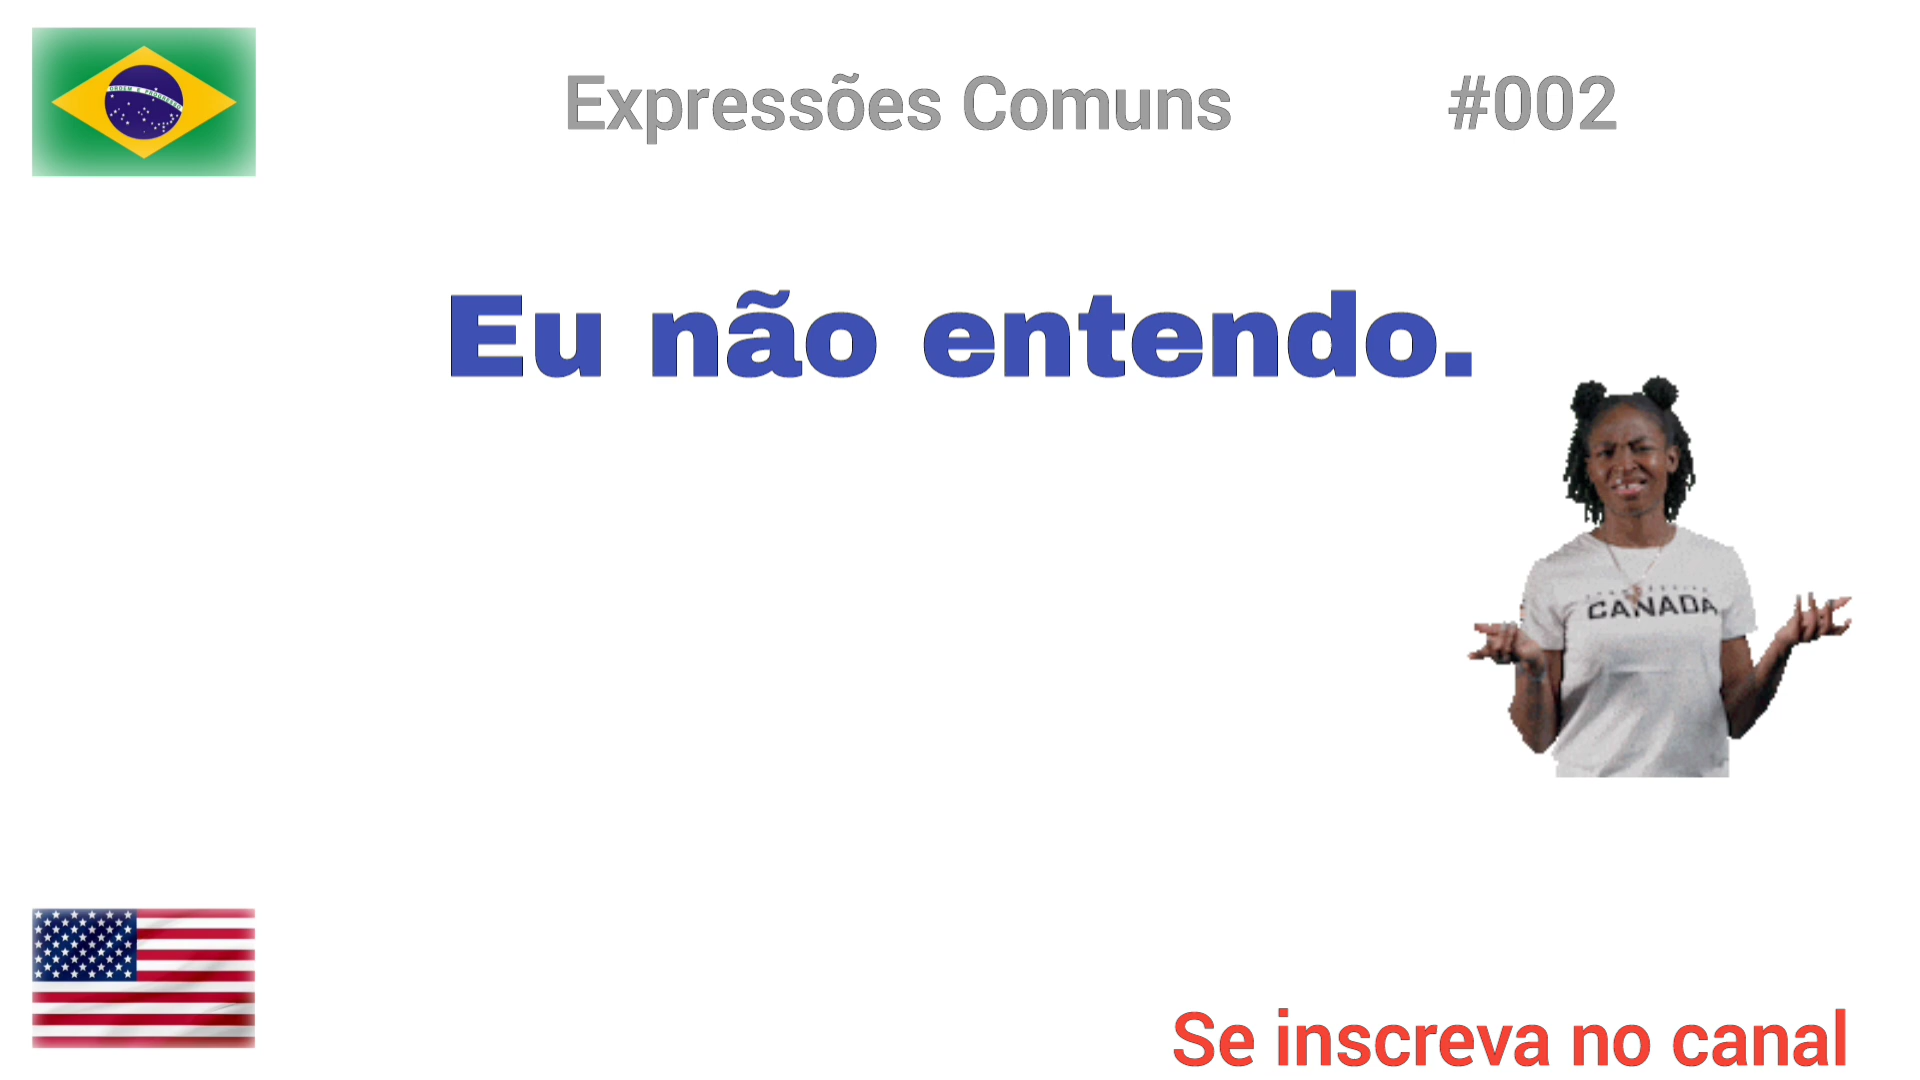 Expressões Comuns #002
Eu não entendo.
CANADA
Se inscreva no canal